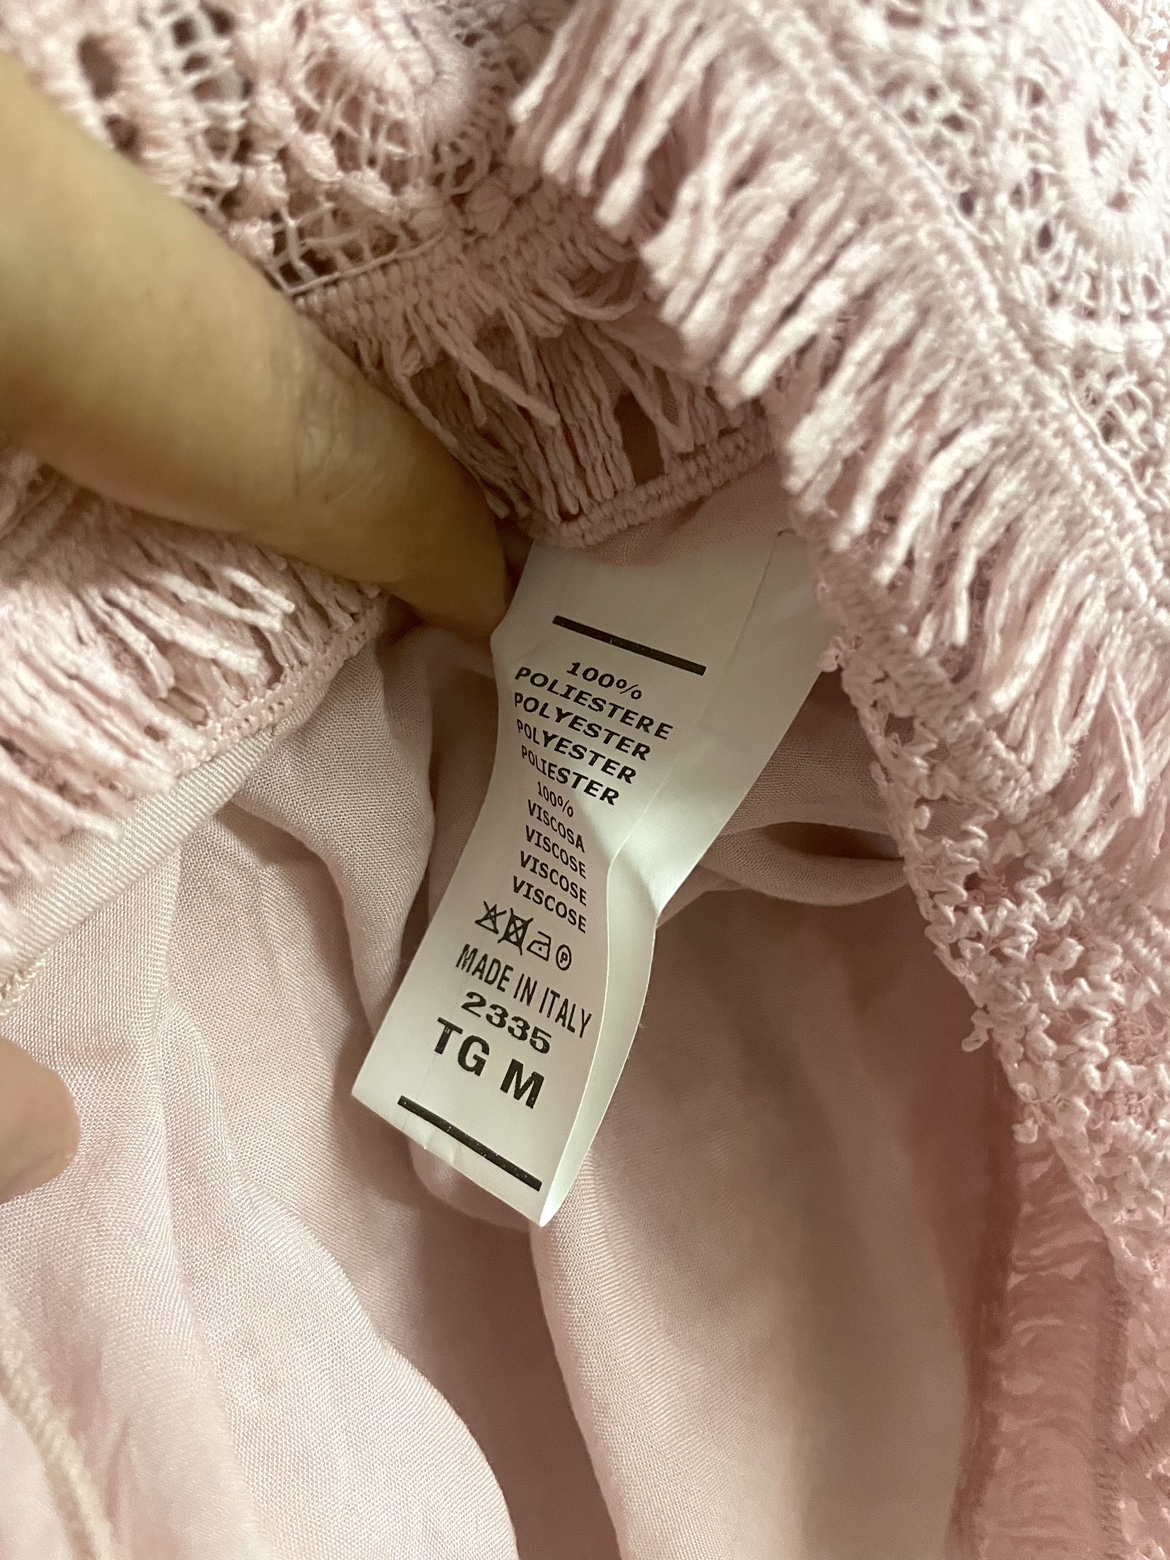 100%
POLIESTERE
POLYESTER
POLYESTER
POLIESTER
100%
VISCOSA
VISCOSE
VISCOSE
VISCOSE
P
MADE IN ITALY
2335
TG M